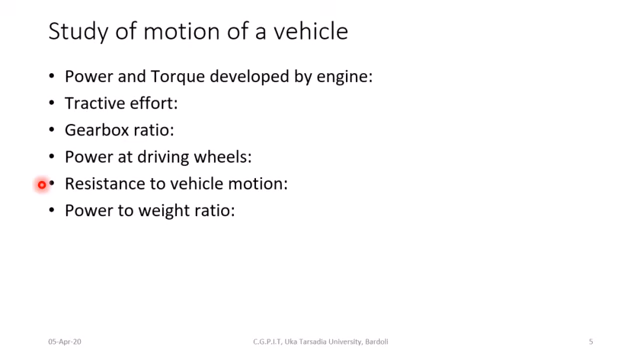 Study of motion of a vehicle
• Power and Torque developed by engine:
• Tractive effort:
• Gearbox ratio:
• Power at driving wheels:
• Resistance to vehicle motion:
• Power to weight ratio:
05-Apr-20 C.G.P.I.T, Uka Tarsadia University, Bardoli 5